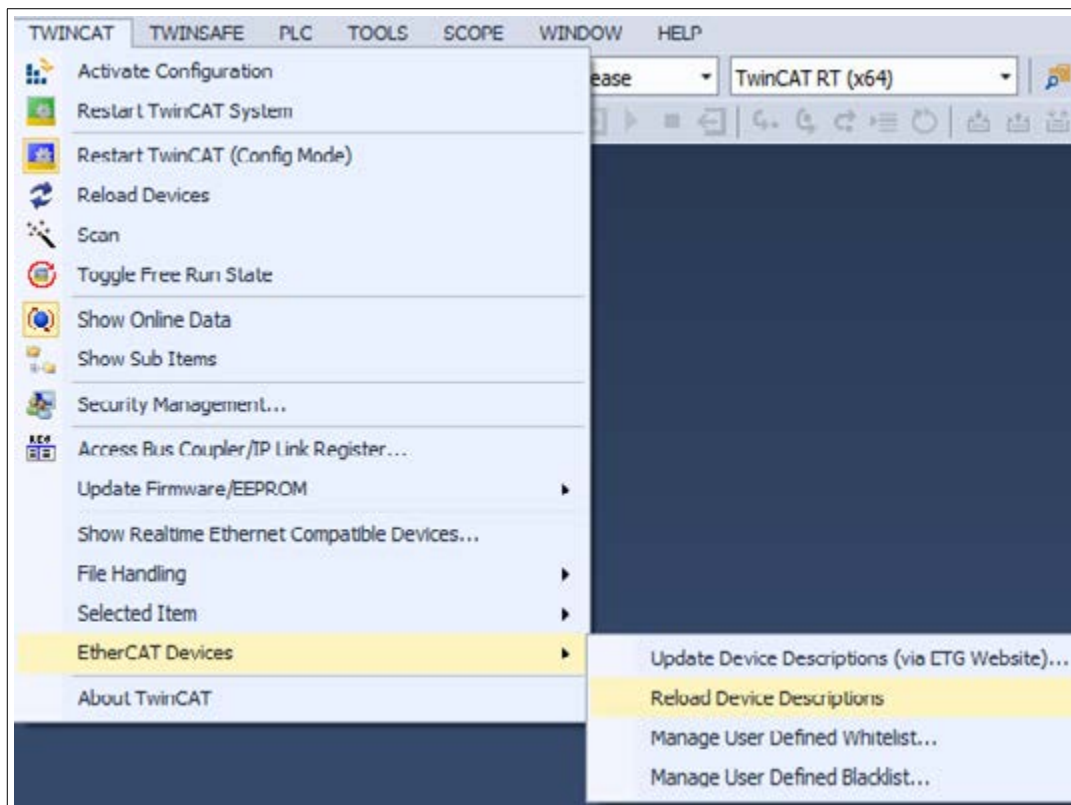 TWINCAT TWINSAFE PLC TOOLS SCOPE WINDOW HELP
Activate Configuration
ease TwinCAT RT (x64)
Restart TwinCAT System
Restart TwinCAT (Config Mode)
Reload Devices
Scan
Toggle Free Run State
Show Online Data
Show Sub Items
Security Management...
Access Bus Coupler/IP Link Register...
Update Firmware/EEPROM
Show Realtime Ethernet Compatible Devices...
File Handling
Selected Item
EtherCAT Devices
About TwinCAT
Update Device Descriptions (via ETG Website)...
Reload Device Descriptions
Manage User Defined Whitelist...
Manage User Defined Blacklist...